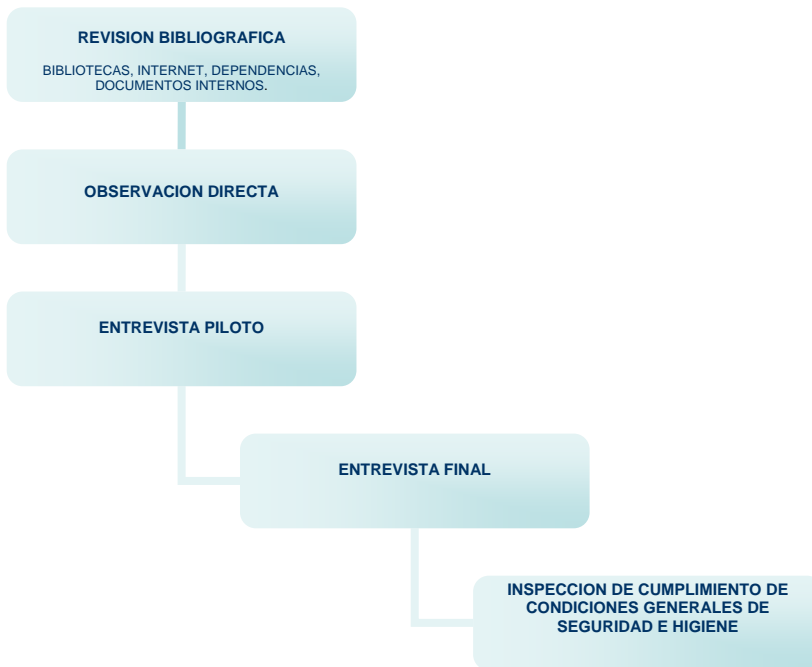 REVISION BIBLIOGRAFICA
BIBLIOTECAS, INTERNET, DEPENDENCIAS,
DOCUMENTOS INTERNOS.
OBSERVACION DIRECTA
ENTREVISTA PILOTO
ENTREVISTA FINAL
INSPECCION DE CUMPLIMIENTO DE
CONDICIONES GENERALES DE
SEGURIDAD E HIGIENE